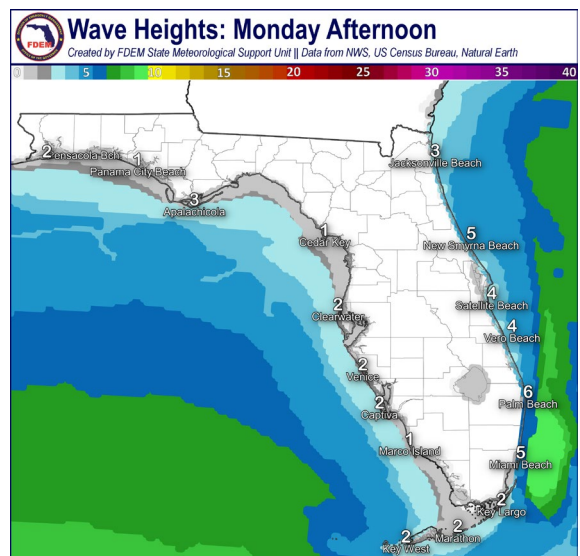 FDEM
Wave Heights: Monday Afternoon
Created by FDEM State Meteorological Support Unit || Data from NWS, US Census Bureau, Natural Earth
0 5 10 15 20 25 30 35 40
2
Pensacola Bch
1
Panama City Beach
3
Apalachicola
3
Jacksonville Beach
1
Cedar Key
5
New Smyrna Beach
2
Clearwater
4
Satellite Beach
4
Vero Beach
2
Venice
2
Captiva
6
Palm Beach
1
Marco Island
5
Miami Beach
2
Key Largo
2
Marathon
2
Key West